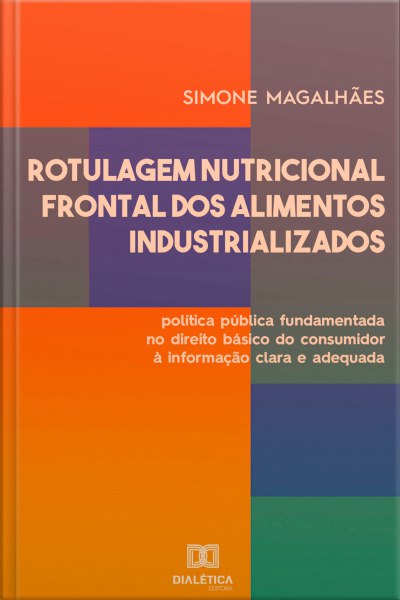 SIMONE MAGALHÃES
ROTULAGEM NUTRICIONAL
FRONTAL DOS ALIMENTOS
INDUSTRIALIZADOS
política pública fundamentada
no direito básico do consumidor
à informação clara e adequada
DIALÉTICA
EDITORA